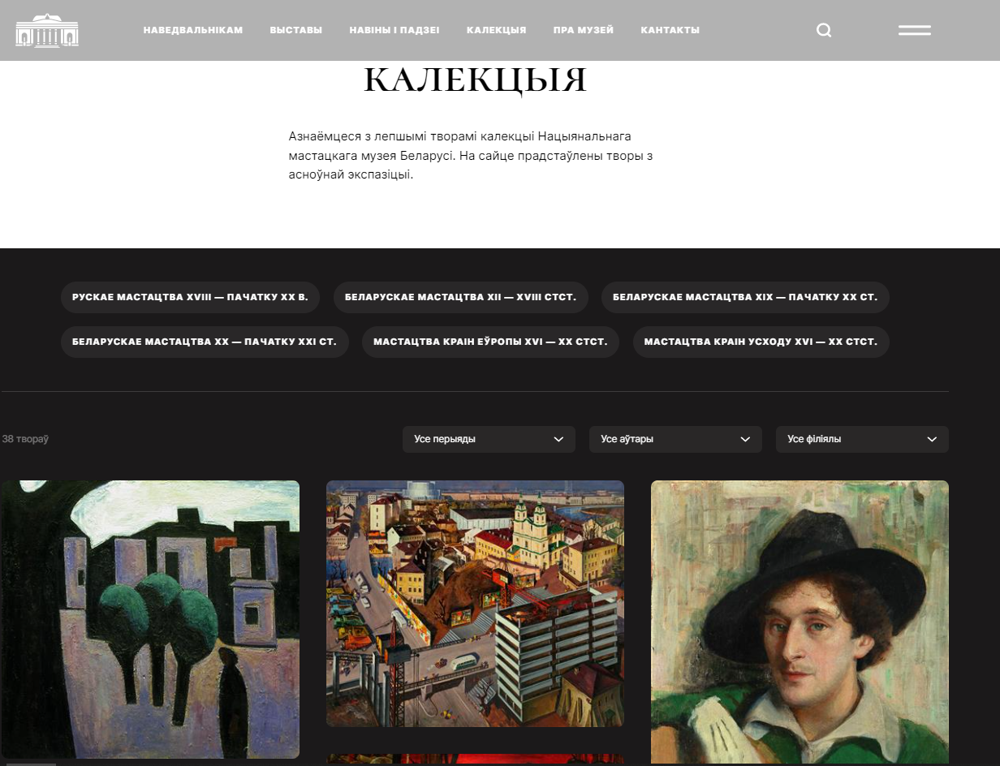 НАВЕДВАЛЬНІКАМ ВЫСТАВЫ НАВІНЫ І ПАДЗЕІ КАЛЕКЦЫЯ ПРА МУЗЕЙ КАНТАКТЫ
КАЛЕКЦЫЯ
Азнаёмцеся з лепшымі творамі калекцыі Нацыянальнага
мастацкага музея Беларусі. На сайце прадстаўлены творы з
асноўнай экспазіцыі.
РУСКАЕ МАСТАЦТВА XVIII — ПАЧАТКУ XX В. БЕЛАРУСКАЕ МАСТАЦТВА XII — XVIII СТСТ. БЕЛАРУСКАЕ МАСТАЦТВА XIX — ПАЧАТКУ XX СТ.
БЕЛАРУСКАЕ МАСТАЦТВА XX — ПАЧАТКУ XXI СТ. МАСТАЦТВА КРАІН ЕЎРОПЫ XVI — XX СТСТ. МАСТАЦТВА КРАІН УСХОДУ XVI — XX СТСТ.
38 твораў Усе перыяды Усе аўтары Усе філіялы